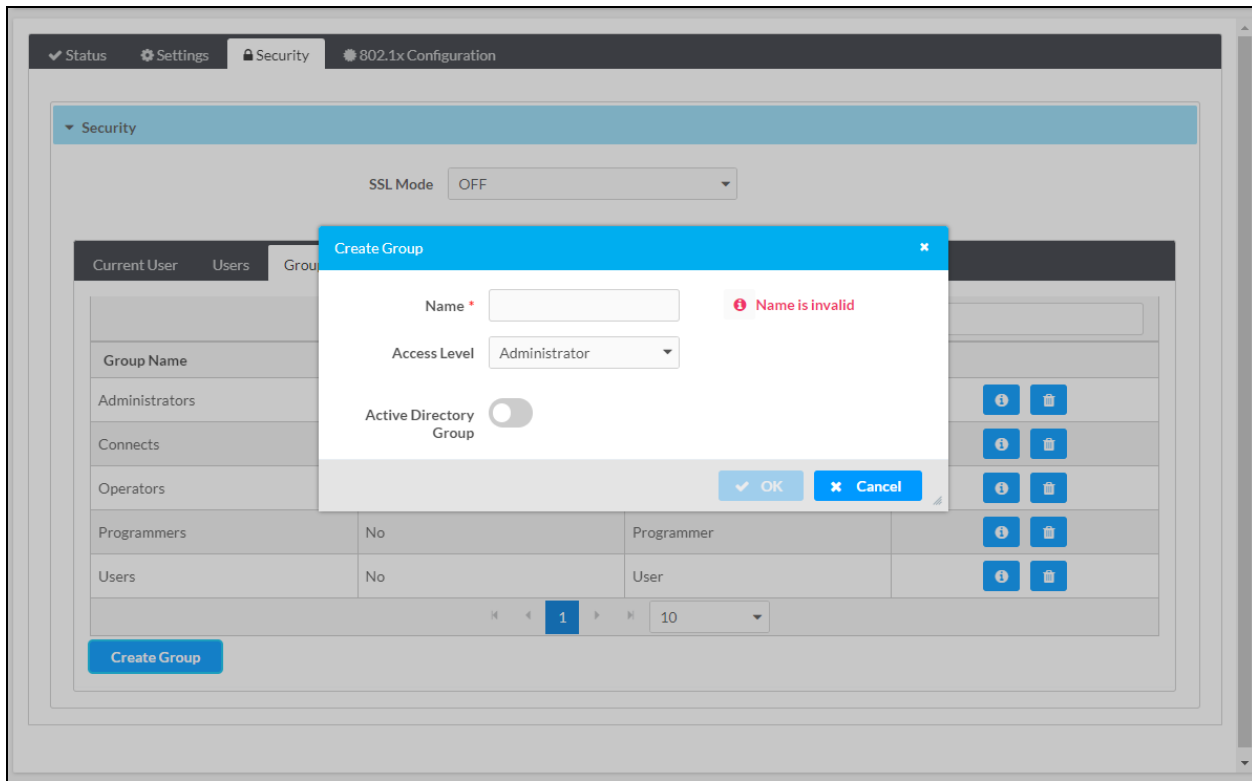 Status Settings Security 802.1x Configuration
Security
SSL Mode OFF
Current User Users Grou
Create Group
Name * Name is invalid
Access Level Administrator
Active Directory
Group
OK Cancel
Group Name
Administrators
Connects
Operators
Programmers No Programmer
Users No User
1 10
Create Group